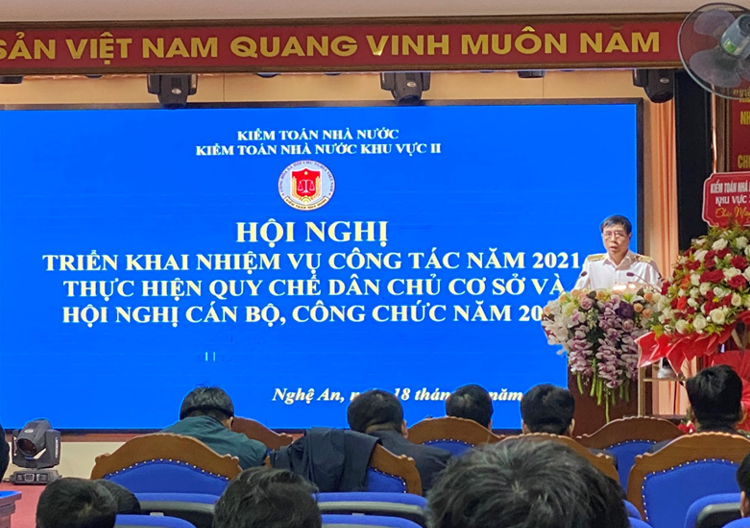 SẢN VIỆT NAM QUANG VINH MUÔN NĂM
KIỂM TOÁN NHÀ NƯỚC
KIỂM TOÁN NHÀ NƯỚC KHU VỰC II
HỘI NGHỊ
TRIỂN KHAI NHIỆM VỤ CÔNG TÁC NĂM 2021
THỰC HIỆN QUY CHẾ DÂN CHỦ CƠ SỞ VÀ
HỘI NGHỊ CÁN BỘ, CÔNG CHỨC NĂM 20
Nghệ An, 18 năm
KIỂM TOÁN NHÀ
KHU VỰC